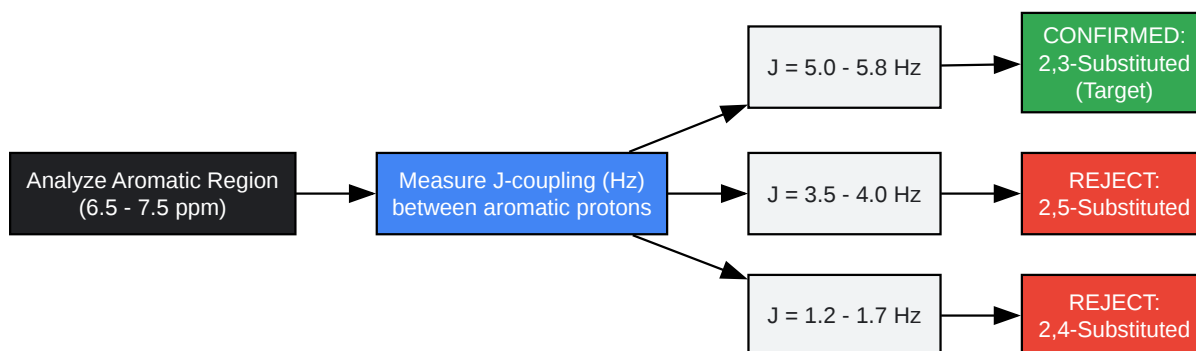 Analyze Aromatic Region
(6.5 - 7.5 ppm)
Measure J-coupling (Hz)
between aromatic protons
J = 5.0 - 5.8 Hz
CONFIRMED:
2,3-Substituted
(Target)
J = 3.5 - 4.0 Hz
REJECT:
2,5-Substituted
J = 1.2 - 1.7 Hz
REJECT:
2,4-Substituted